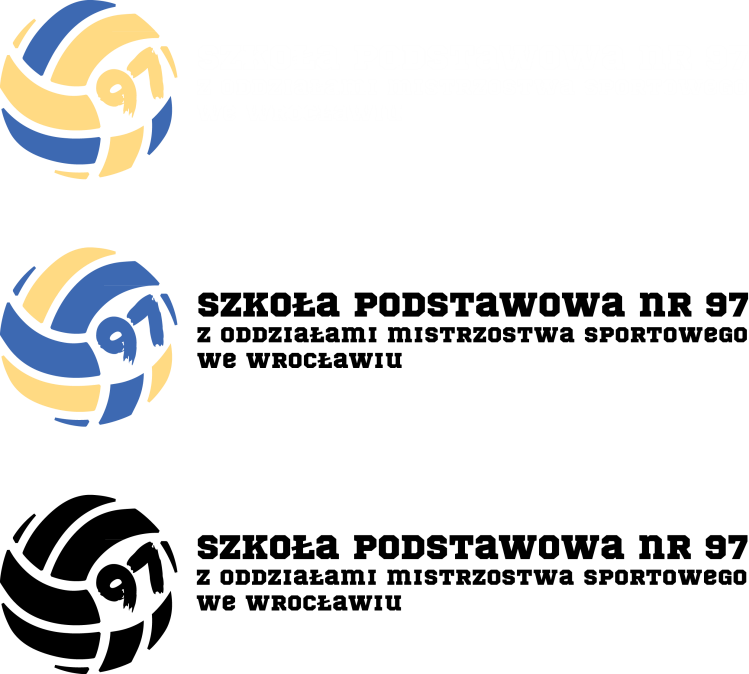 97
97
SZKOŁA PODSTAWOWA NR 97
Z ODDZIAŁAMI MISTRZOSTWA SPORTOWEGO
WE WROCŁAWIU
97
SZKOŁA PODSTAWOWA NR 97
Z ODDZIAŁAMI MISTRZOSTWA SPORTOWEGO
WE WROCŁAWIU